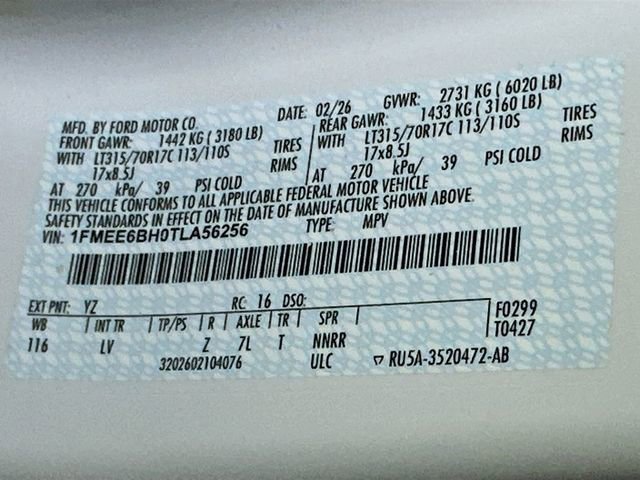 MFD. BY FORD MOTOR CO.
DATE: 02/26 GVWR: 2731 KG ( 6020 LB)
FRONT GAWR: 1442 KG ( 3180 LB) REAR GAWR: 1433 KG ( 3160 LB)
WITH LT315/70R17C 113/110S TIRES WITH LT315/70R17C 113/110S TIRES
17x8.5J RIMS 17x8.5J RIMS
AT 270 kPa/ 39 PSI COLD AT 270 kPa/ 39 PSI COLD
THIS VEHICLE CONFORMS TO ALL APPLICABLE FEDERAL MOTOR VEHICLE
SAFETY STANDARDS IN EFFECT ON THE DATE OF MANUFACTURE SHOWN ABOVE.
VIN: 1FMEE6BH0TLA56256 TYPE: MPV
EXT PNT: YZ RC: 16 DSO: F0299
WB INT TR TP/PS R AXLE TR SPR T0427
116 LV Z 7L T NNRR
3202602104076 ULC ▽ RU5A-3520472-AB